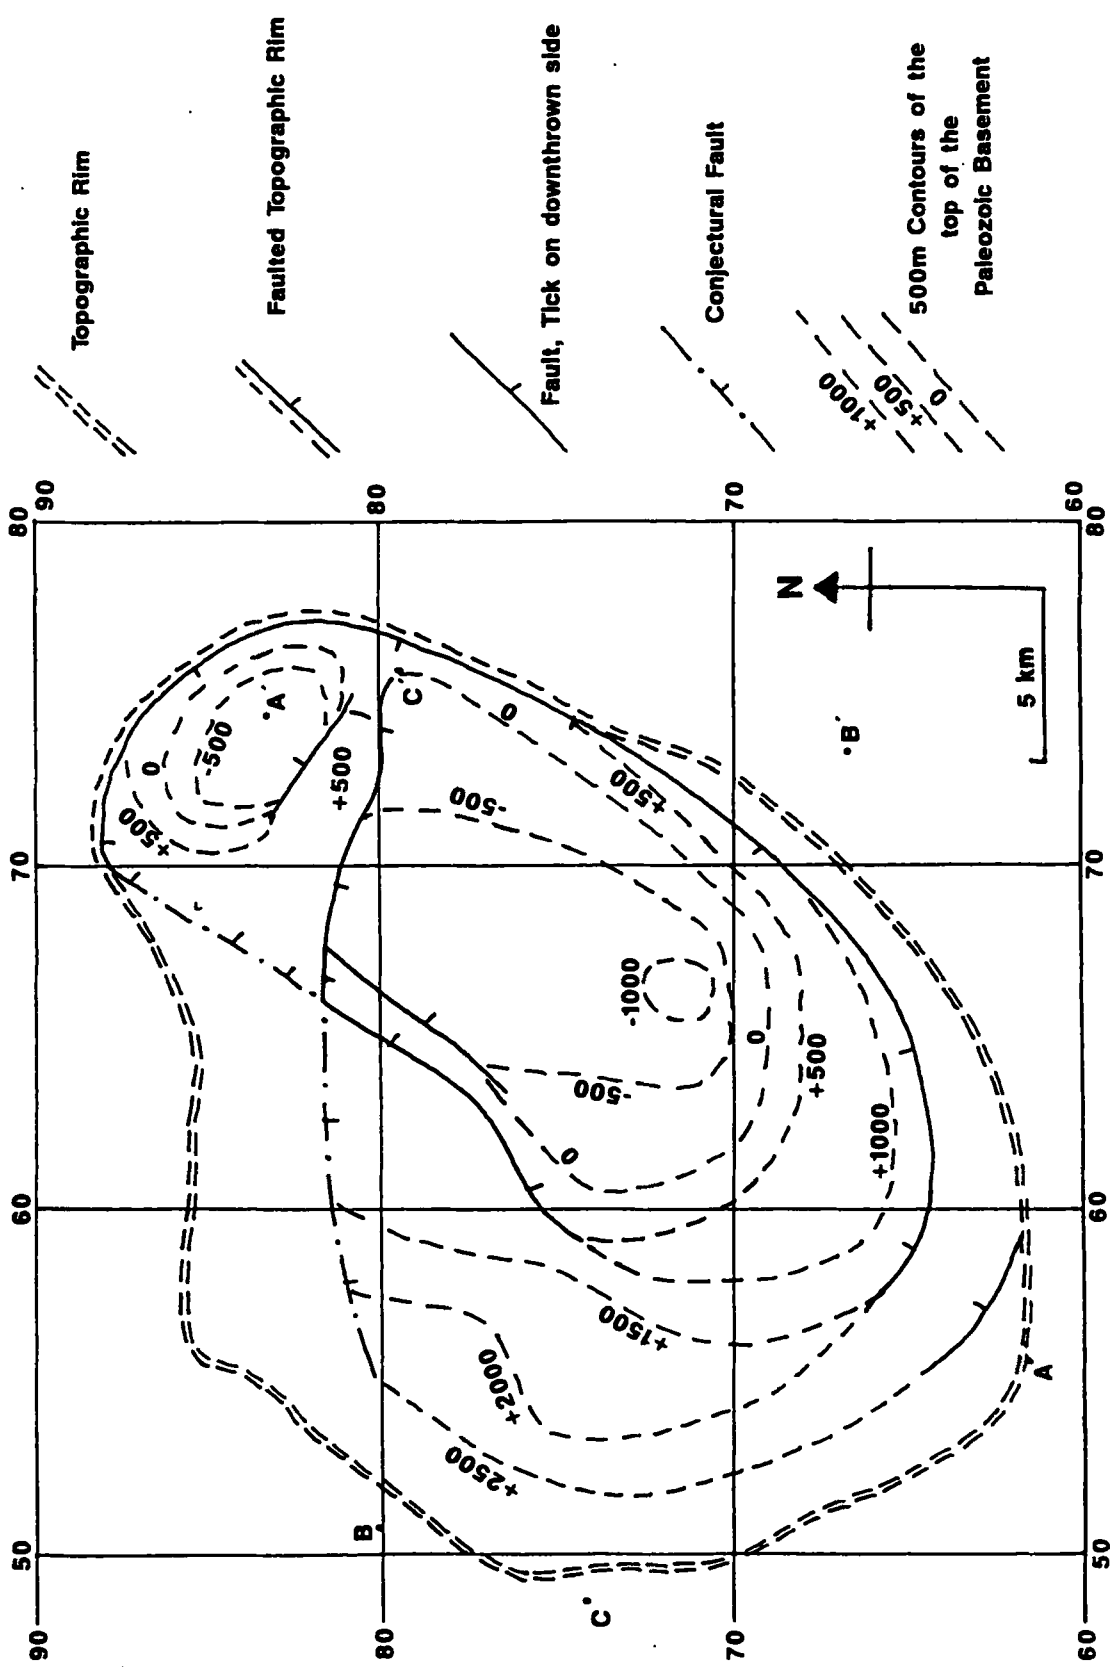 Topographic Rim
Faulted Topographic Rim
Fault, Tick on downthrown side
Conjectural Fault
+1000
+500
0
500m Contours of the
top of the
Paleozoic Basement
50
60
70
80
90
90
80
80
70
70
60
60
50
60
70
80
N
5 km
A
B
C
A
B
C
+500
0
-500
+500
-500
0
+500
-1000
-500
0
0
+500
+1000
+1500
+2000
+2500